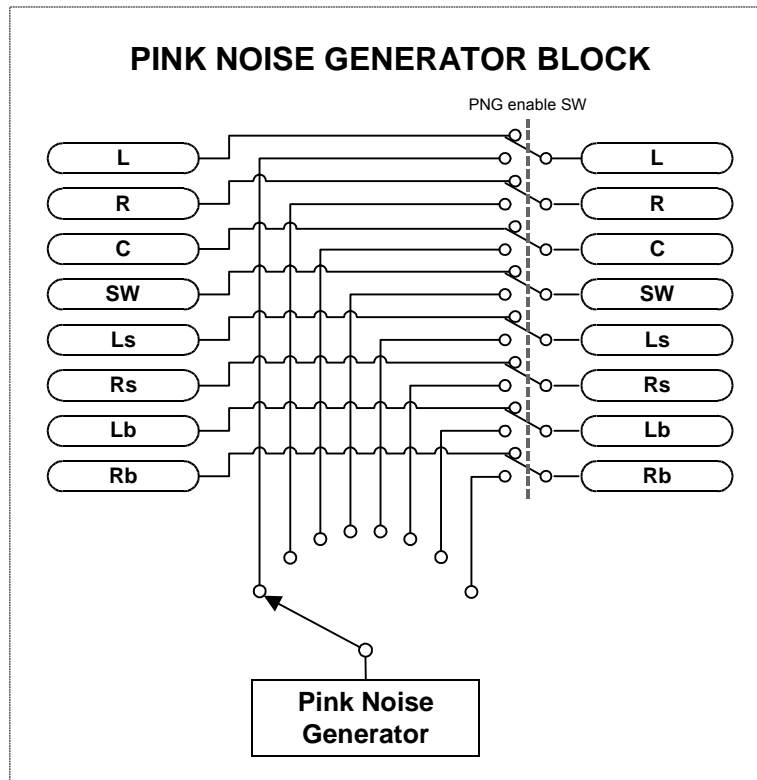 PINK NOISE GENERATOR BLOCK
PNG enable SW
L
L
R
R
C
C
SW
SW
Ls
Ls
Rs
Rs
Lb
Lb
Rb
Rb
Pink Noise
Generator